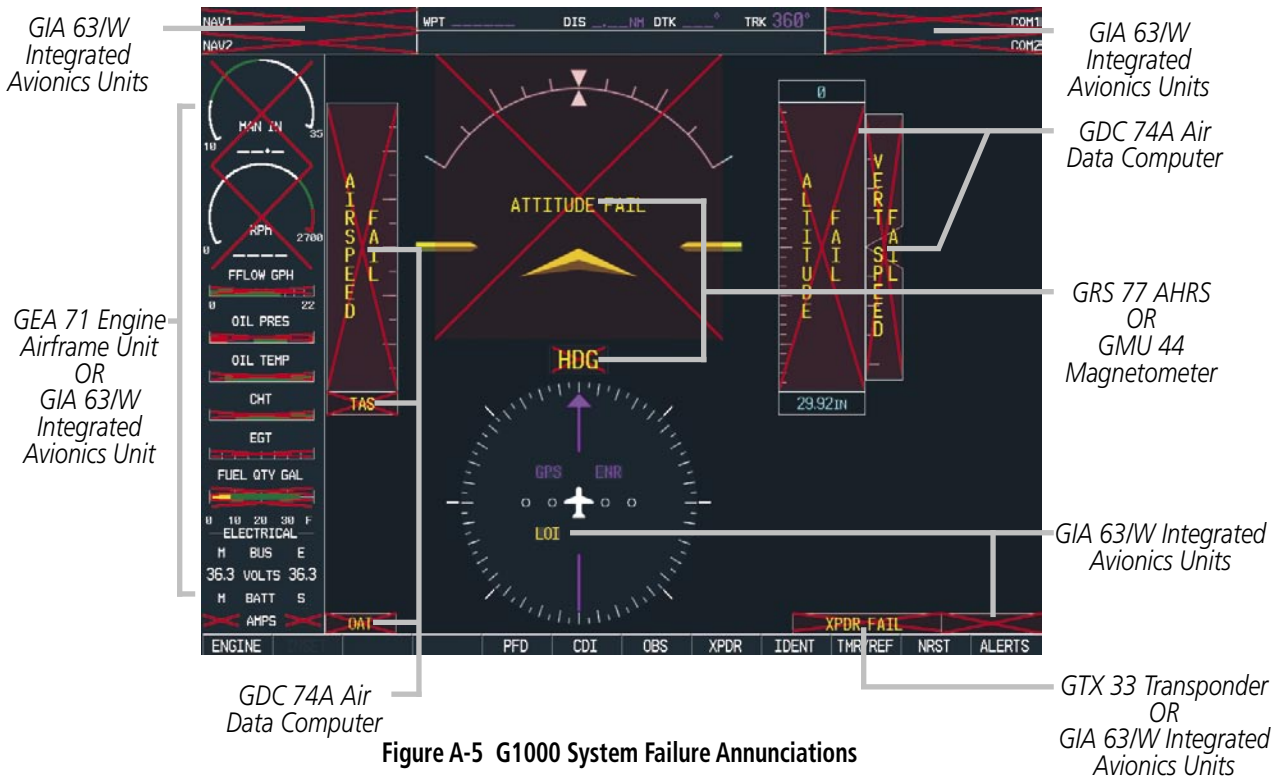 GIA 63/W
Integrated
Avionics Units
NAV1
NAV2
WPT _______ DIS __._NM DTK ___° TRK 360°
COM1
COM2
GIA 63/W
Integrated
Avionics Units
GDC 74A Air
Data Computer
GRS 77 AHRS
OR
GMU 44
Magnetometer
GEA 71 Engine
Airframe Unit
OR
GIA 63/W
Integrated
Avionics Unit
MAN IN
10 35
__._
RPM
0 2700
____
FFLOW GPH
0 22
OIL PRES
OIL TEMP
CHT
EGT
FUEL QTY GAL
0 10 20 30 F
ELECTRICAL
M BUS E
36.3 VOLTS 36.3
M BATT S
AMPS
AIRSPEED FAIL
TAS
OAT
ATTITUDE FAIL
HDG
GPS ENR
LOI
0
ALTITUDE FAIL
29.92IN
VERT SPEED FAIL
XPDR FAIL
ENGINE PFD CDI OBS XPDR IDENT TMR/REF NRST ALERTS
GIA 63/W Integrated
Avionics Units
GDC 74A Air
Data Computer
GTX 33 Transponder
OR
GIA 63/W Integrated
Avionics Units
Figure A-5 G1000 System Failure Annunciations